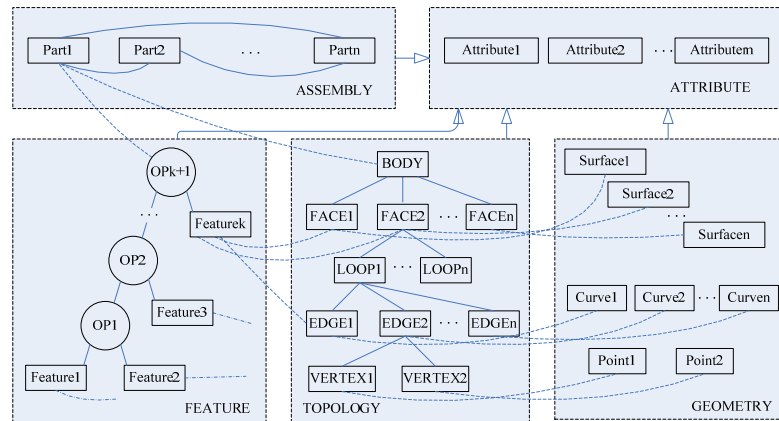 Part1 Part2 ... Partn
ASSEMBLY
Attribute1 Attribute2 ... Attributem
ATTRIBUTE
OPk+1
...
Featurek
OP2
OP1
Feature3
Feature1 Feature2
FEATURE
BODY
FACE1 FACE2 ... FACEn
LOOP1 ... LOOPn
EDGE1 EDGE2 ... EDGEn
VERTEX1 VERTEX2
TOPOLOGY
Surface1
Surface2
...
Surfacen
Curve1 Curve2 ... Curven
Point1 Point2
GEOMETRY